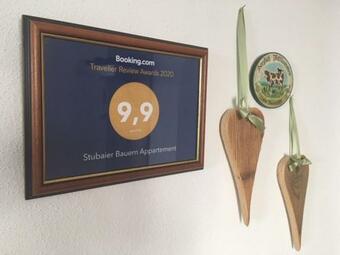 Booking.com
Traveller Review Awards 2020
9,9
Stubaier Bauern Appartement